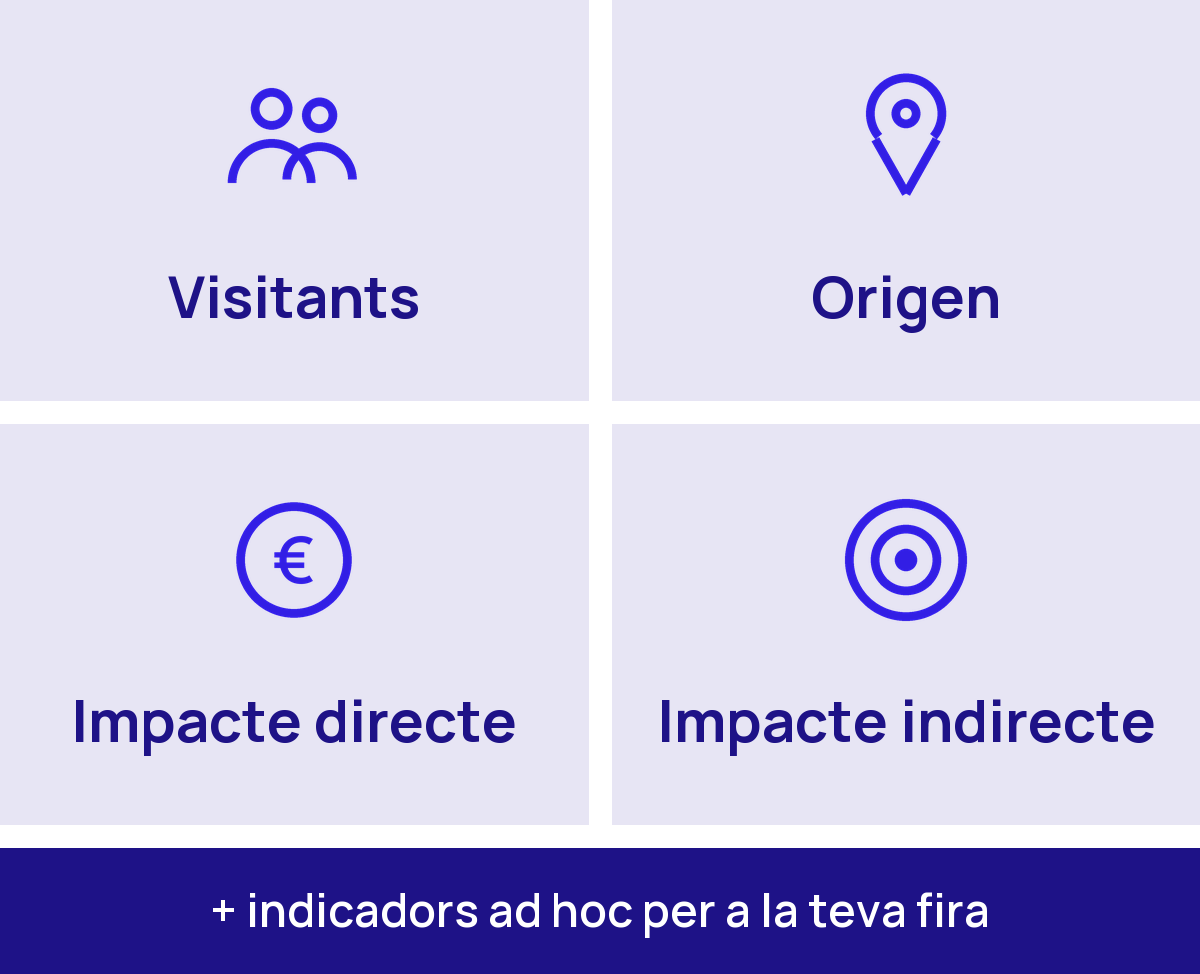 Visitants
Origen
€
Impacte directe
Impacte indirecte
+ indicadors ad hoc per a la teva fira